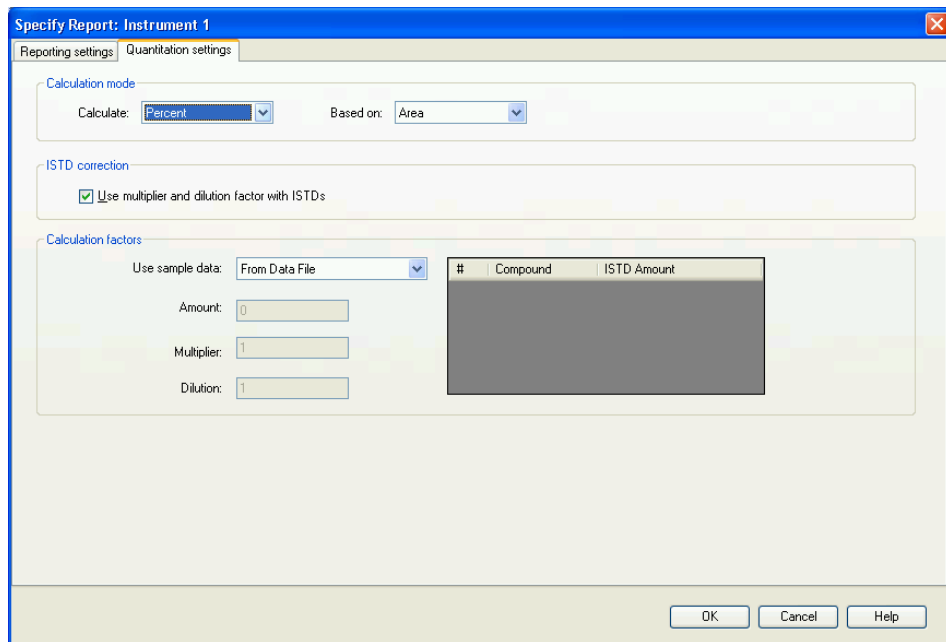 Specify Report: Instrument 1
Reporting settings Quantitation settings
Calculation mode
Calculate: Percent Based on: Area
ISTD correction
Use multiplier and dilution factor with ISTDs
Calculation factors
Use sample data: From Data File # Compound ISTD Amount
Amount: 0
Multiplier: 1
Dilution: 1
OK Cancel Help